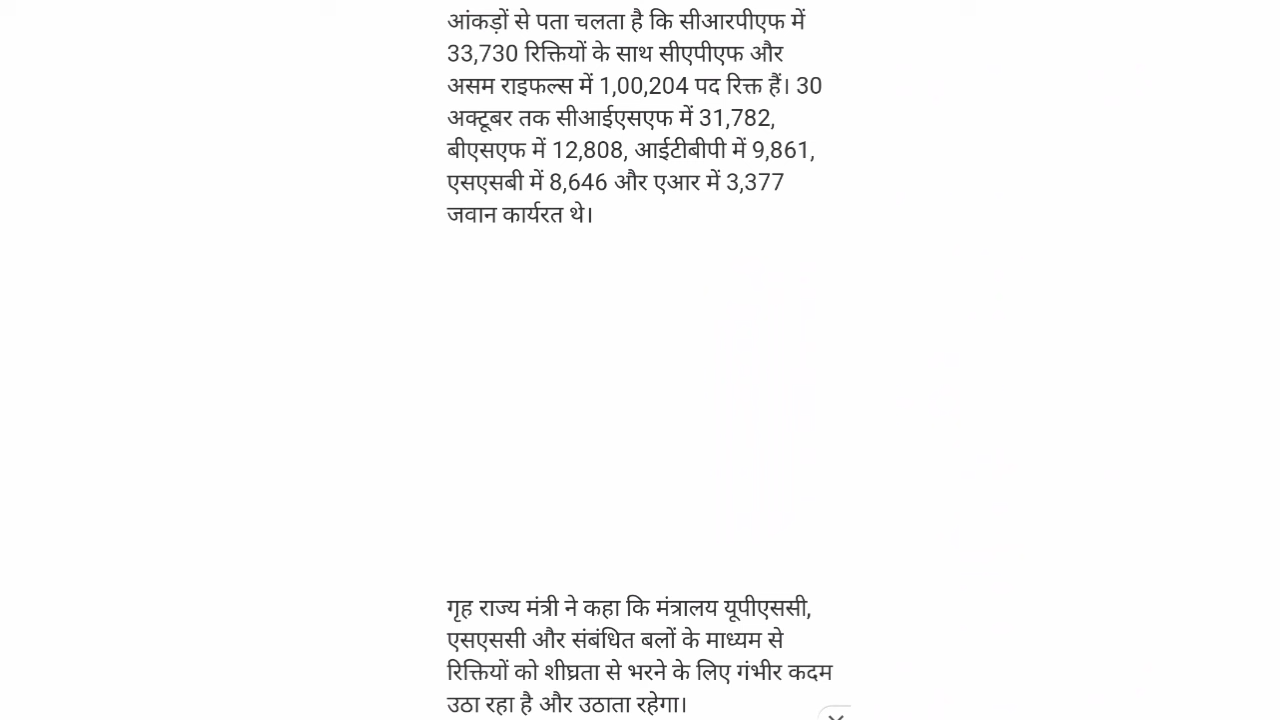 आंकड़ों से पता चलता है कि सीआरपीएफ में
33,730 रिक्तियों के साथ सीएपीएफ और
असम राइफल्स में 1,00,204 पद रिक्त हैं। 30
अक्टूबर तक सीआईएसएफ में 31,782,
बीएसएफ में 12,808, आईटीबीपी में 9,861,
एसएसबी में 8,646 और एआर में 3,377
जवान कार्यरत थे।
गृह राज्य मंत्री ने कहा कि मंत्रालय यूपीएससी,
एसएससी और संबंधित बलों के माध्यम से
रिक्तियों को शीघ्रता से भरने के लिए गंभीर कदम
उठा रहा है और उठाता रहेगा।